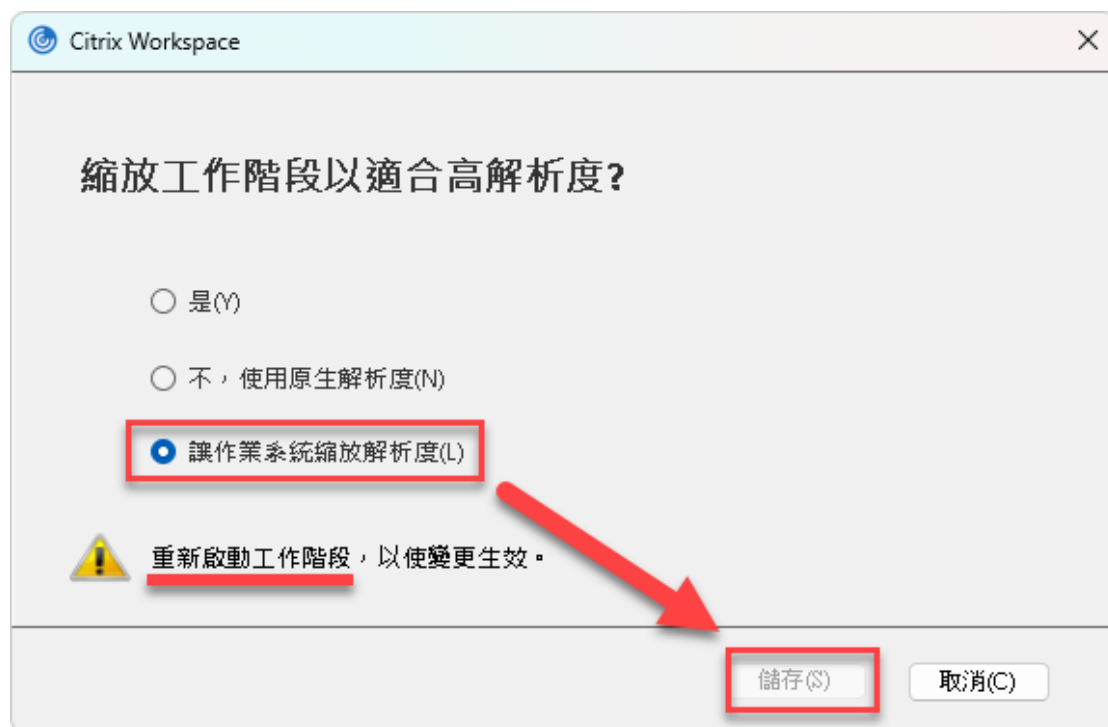 Citrix Workspace
縮放工作階段以適合高解析度?
是(Y)
不，使用原生解析度(N)
讓作業系統縮放解析度(L)
重新啟動工作階段，以使變更生效。
儲存(S)
取消(C)